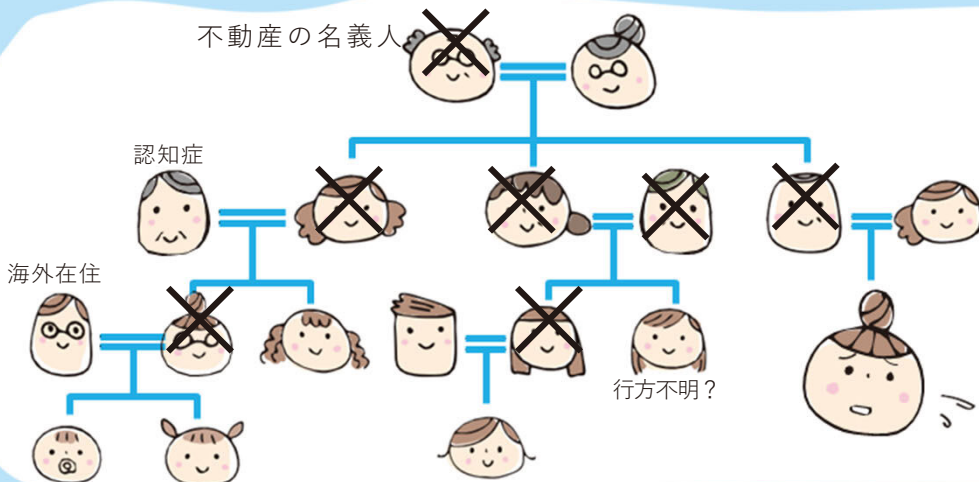 不動産の名義人
認知症
海外在住
行方不明？